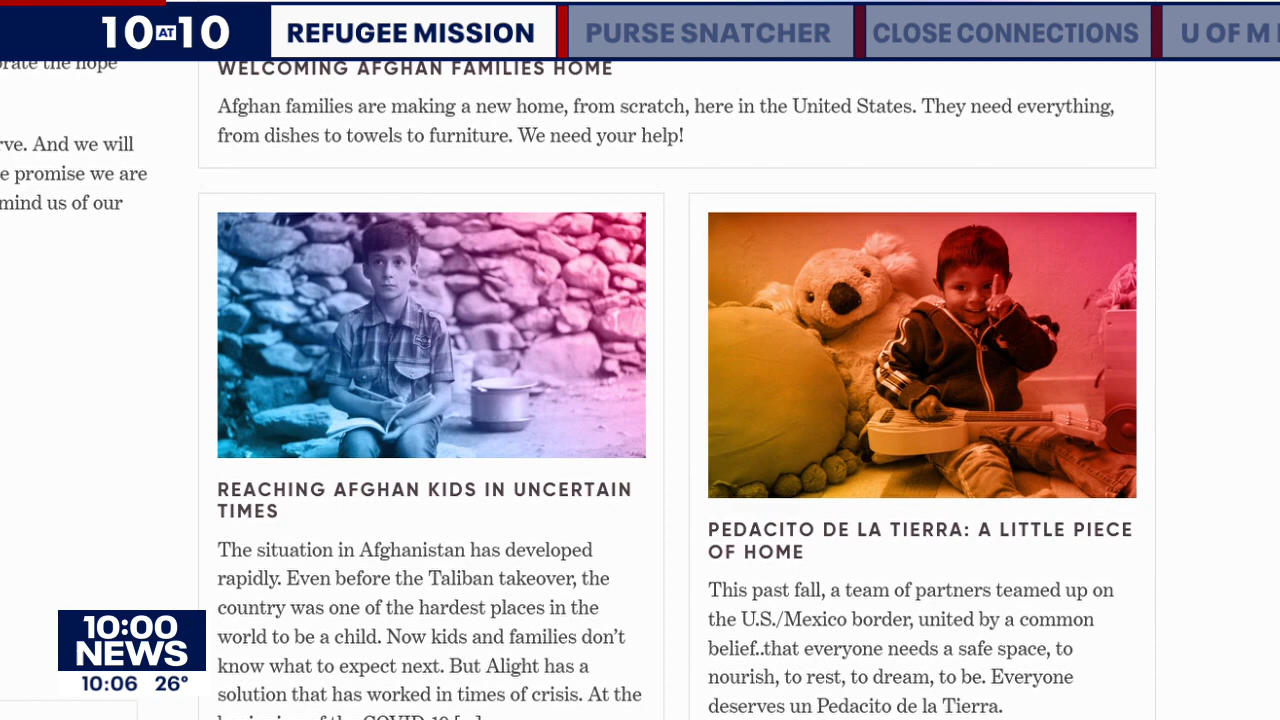 10 AT 10
REFUGEE MISSION
PURSE SNATCHER
CLOSE CONNECTIONS
U OF M
orate the hope
rve. And we will
e promise we are
mind us of our
WELCOMING AFGHAN FAMILIES HOME
Afghan families are making a new home, from scratch, here in the United States. They need everything,
from dishes to towels to furniture. We need your help!
REACHING AFGHAN KIDS IN UNCERTAIN
TIMES
The situation in Afghanistan has developed
rapidly. Even before the Taliban takeover, the
country was one of the hardest places in the
world to be a child. Now kids and families don’t
know what to expect next. But Alight has a
solution that has worked in times of crisis. At the
beginning of the COVID-19 [...]
PEDACITO DE LA TIERRA: A LITTLE PIECE
OF HOME
This past fall, a team of partners teamed up on
the U.S./Mexico border, united by a common
belief..that everyone needs a safe space, to
nourish, to rest, to dream, to be. Everyone
deserves un Pedacito de la Tierra.
10:00
NEWS
10:06 26°